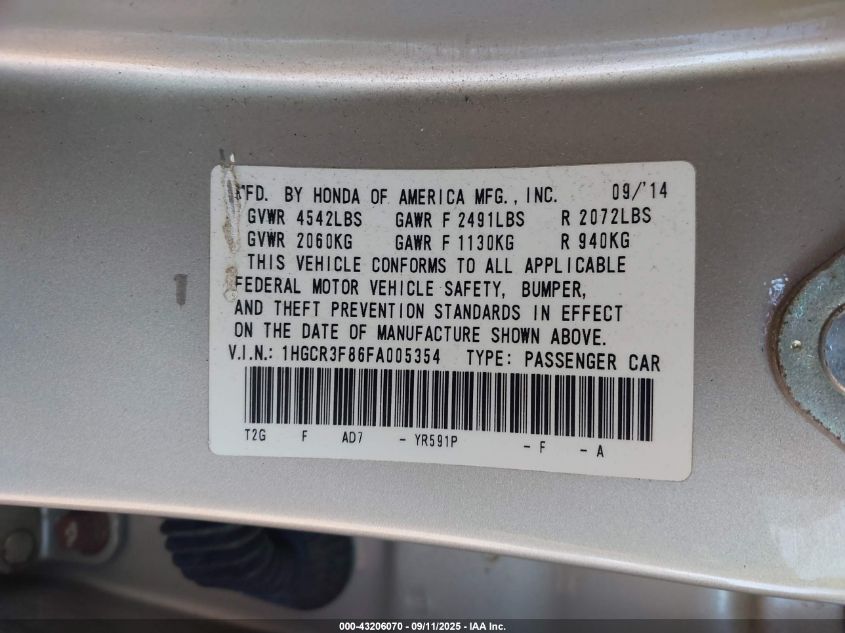 MFD. BY HONDA OF AMERICA MFG., INC. 09/'14
GVWR 4542LBS GAWR F 2491LBS R 2072LBS
GVWR 2060KG GAWR F 1130KG R 940KG
THIS VEHICLE CONFORMS TO ALL APPLICABLE
FEDERAL MOTOR VEHICLE SAFETY, BUMPER,
AND THEFT PREVENTION STANDARDS IN EFFECT
ON THE DATE OF MANUFACTURE SHOWN ABOVE.
V.I.N.: 1HGCR3F86FA005354 TYPE: PASSENGER CAR
T2G F AD7 - YR591P - F - A
000-43206070 - 09/11/2025 - IAA Inc.